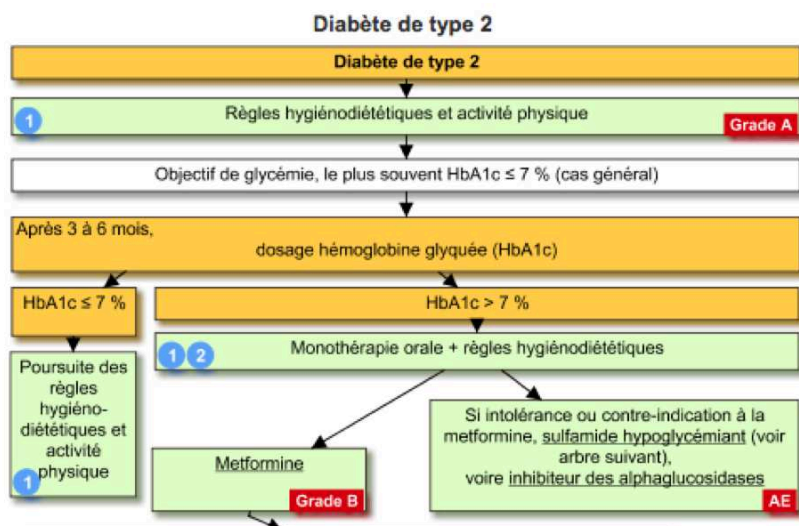 Diabète de type 2
Diabète de type 2
1
Règles hygiénodiététiques et activité physique
Grade A
Objectif de glycémie, le plus souvent HbA1c ≤ 7 % (cas général)
Après 3 à 6 mois,
dosage hémoglobine glyquée (HbA1c)
HbA1c ≤ 7 %
HbA1c > 7 %
1 2
Monothérapie orale + règles hygiénodiététiques
Poursuite des
règles
hygiéno-
diététiques et
activité
physique
1
Metformine
Grade B
Si intolérance ou contre-indication à la
metformine, sulfamide hypoglycémiant (voir
arbre suivant),
voire inhibiteur des alphaglucosidases
AE